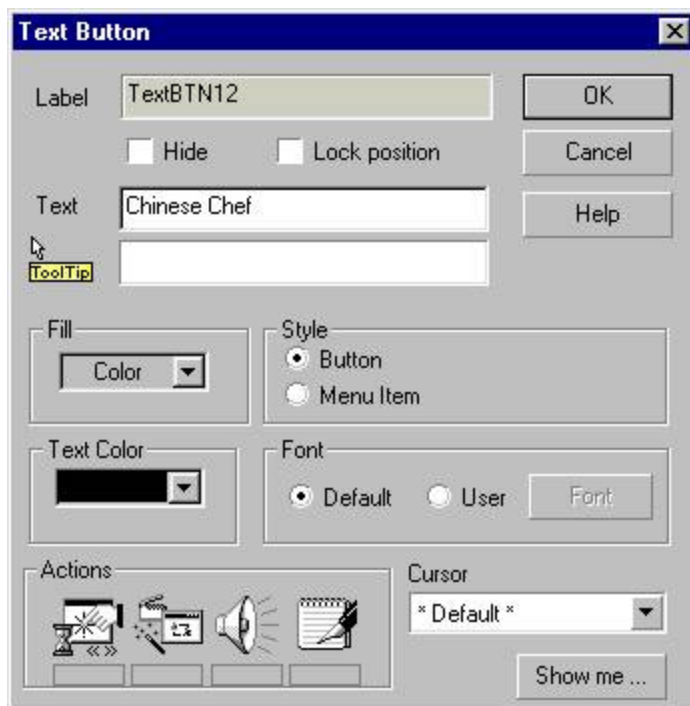 Text Button
Label
TextBTN12
OK
Hide
Lock position
Cancel
Text
Chinese Chef
Help
ToolTip
Fill
Color
Style
Button
Menu Item
Text Color
Font
Default
User
Font
Actions
Cursor
* Default *
Show me ...